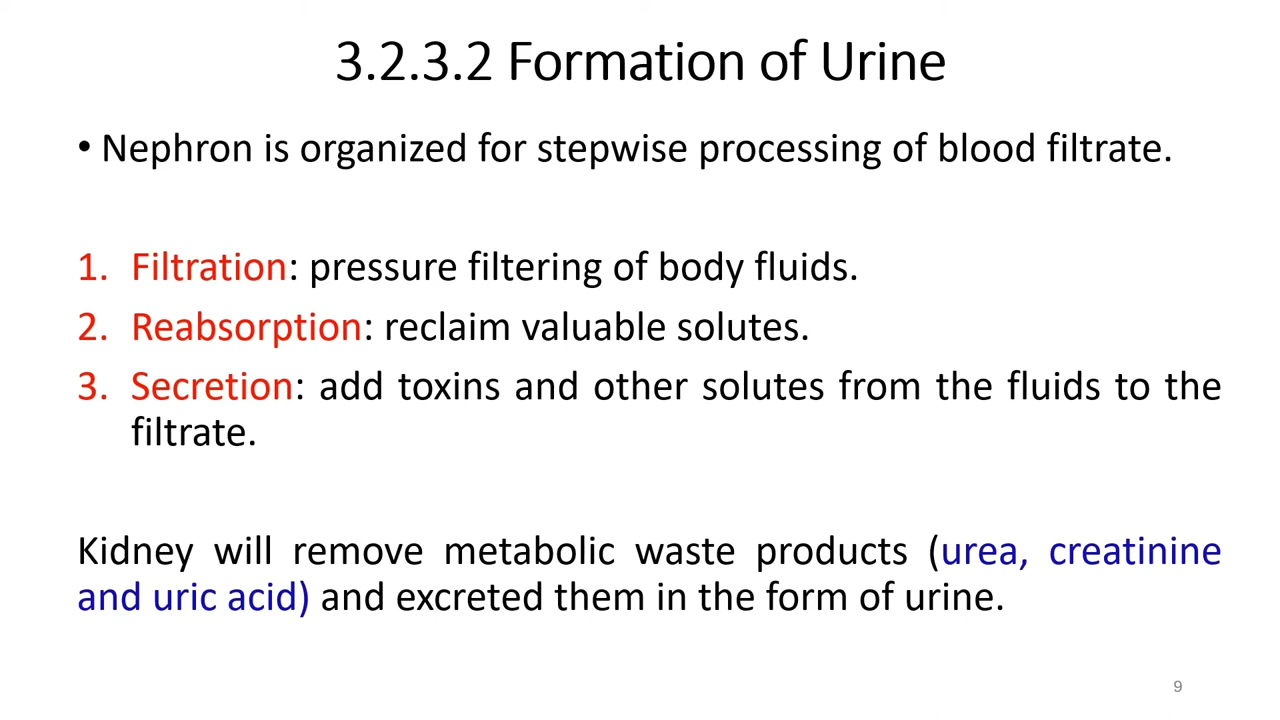 3.2.3.2 Formation of Urine
• Nephron is organized for stepwise processing of blood filtrate.
1. Filtration: pressure filtering of body fluids.
2. Reabsorption: reclaim valuable solutes.
3. Secretion: add toxins and other solutes from the fluids to the
filtrate.
Kidney will remove metabolic waste products (urea, creatinine
and uric acid) and excreted them in the form of urine.
9